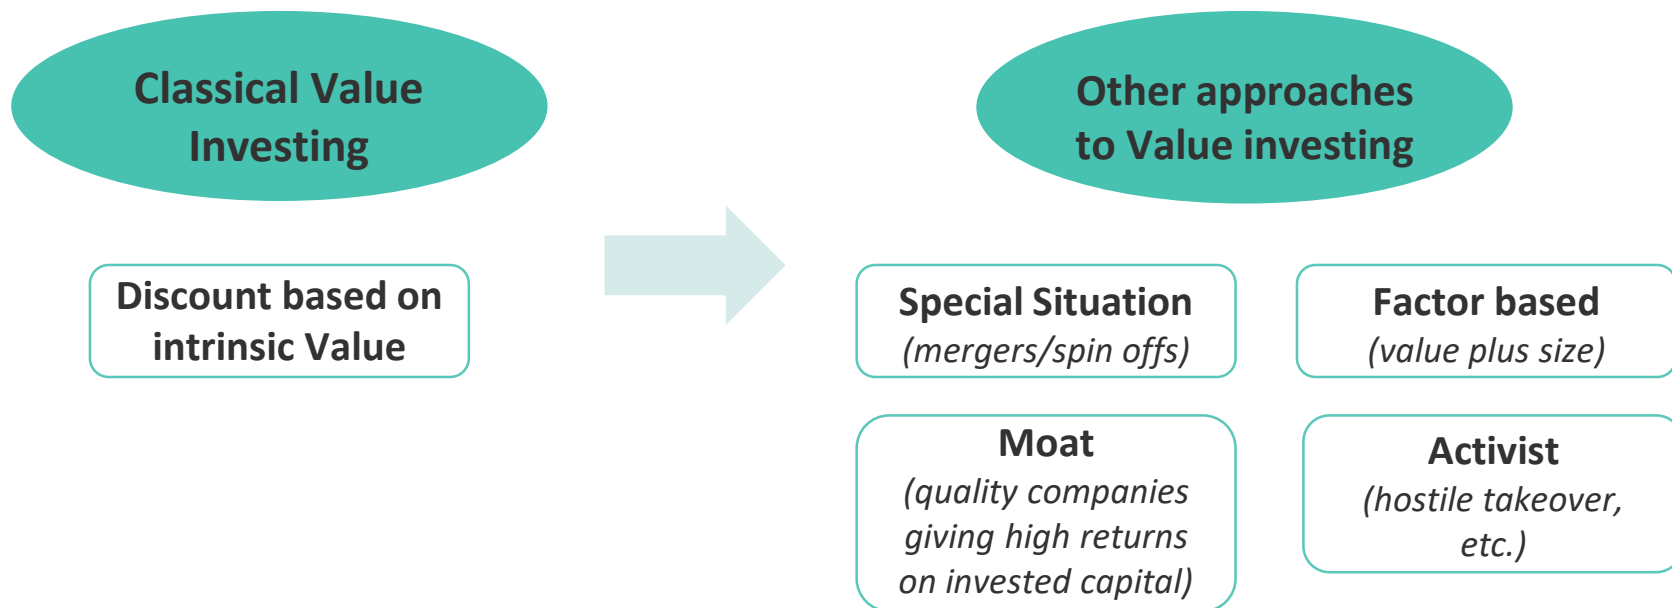 Classical Value
Investing
Other approaches
to Value investing
Discount based on
intrinsic Value
Special Situation
(mergers/spin offs)
Factor based
(value plus size)
Moat
(quality companies
giving high returns
on invested capital)
Activist
(hostile takeover,
etc.)